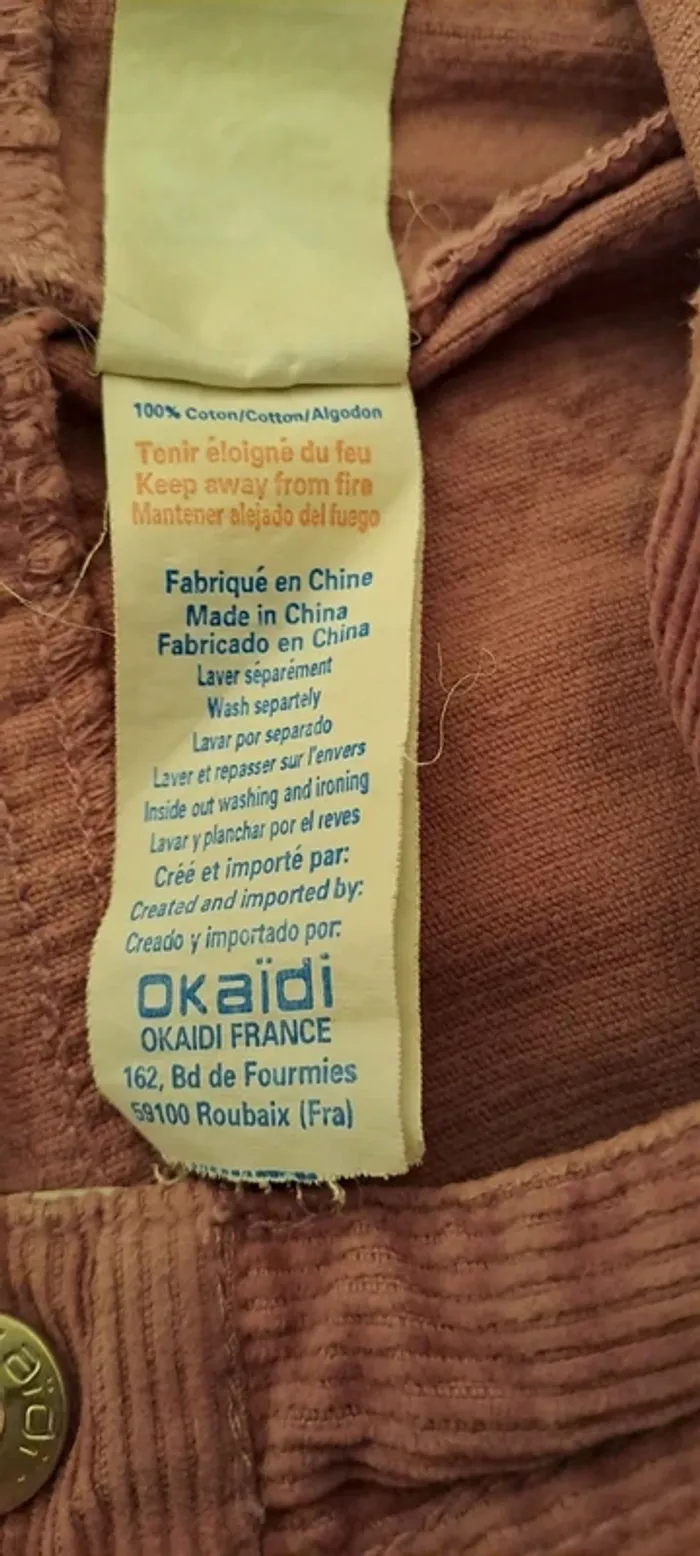 100% Coton/Cotton/Algodon
Tenir éloigné du feu
Keep away from fire
Mantener alejado del fuego
Fabriqué en Chine
Made in China
Fabricado en China
Laver séparément
Wash separtely
Lavar por separado
Laver et repasser sur l'envers
Inside out washing and ironing
Lavar y planchar por el reves
Créé et importé par:
Created and imported by:
Creado y importado por:
okaïdi
OKAIDI FRANCE
162, Bd de Fourmies
59100 Roubaix (Fra)
aïdi